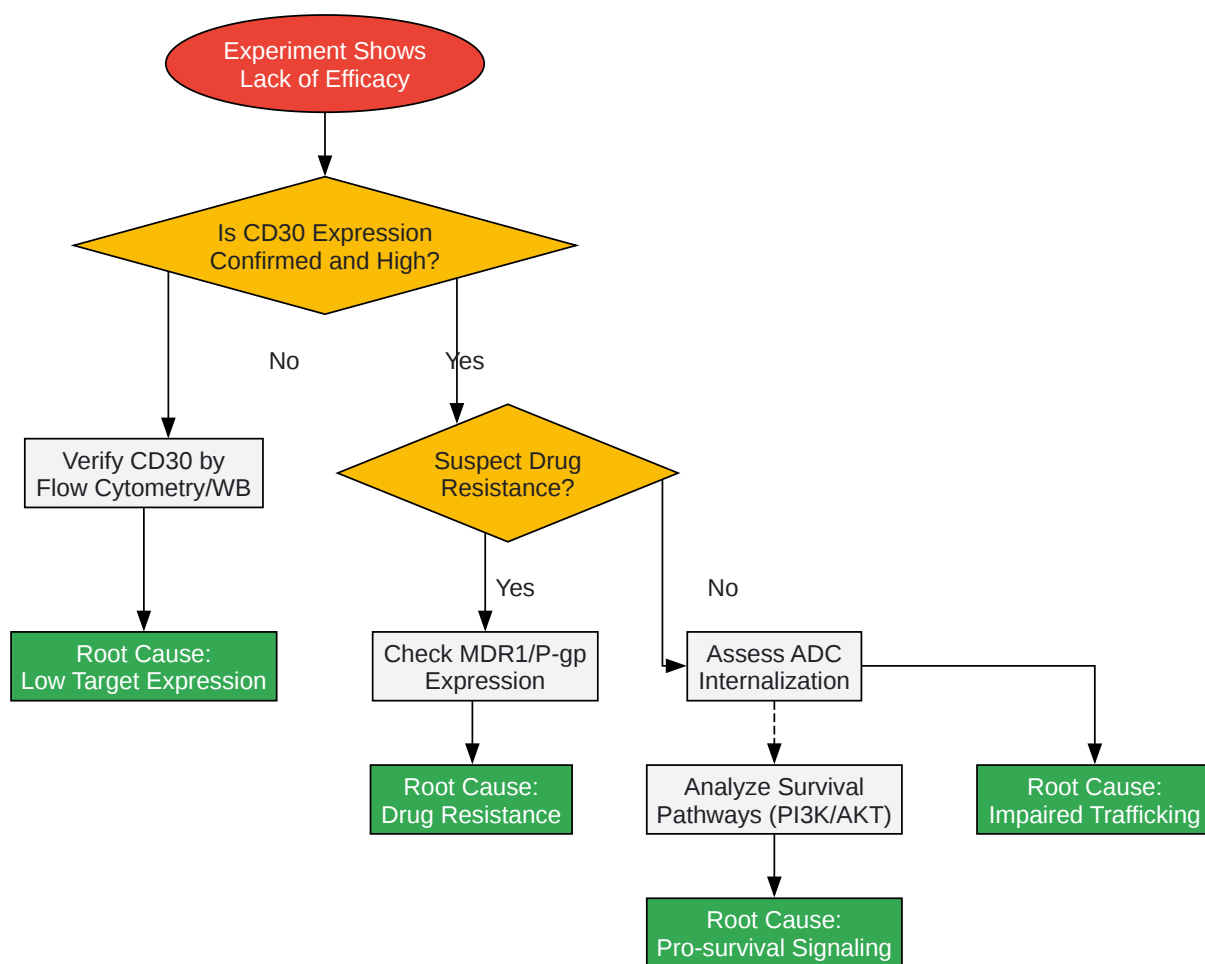 Experiment Shows
Lack of Efficacy
Is CD30 Expression
Confirmed and High?
No
Yes
Verify CD30 by
Flow Cytometry/WB
Suspect Drug
Resistance?
Yes
No
Root Cause:
Low Target Expression
Check MDR1/P-gp
Expression
Assess ADC
Internalization
Root Cause:
Drug Resistance
Analyze Survival
Pathways (PI3K/AKT)
Root Cause:
Impaired Trafficking
Root Cause:
Pro-survival Signaling